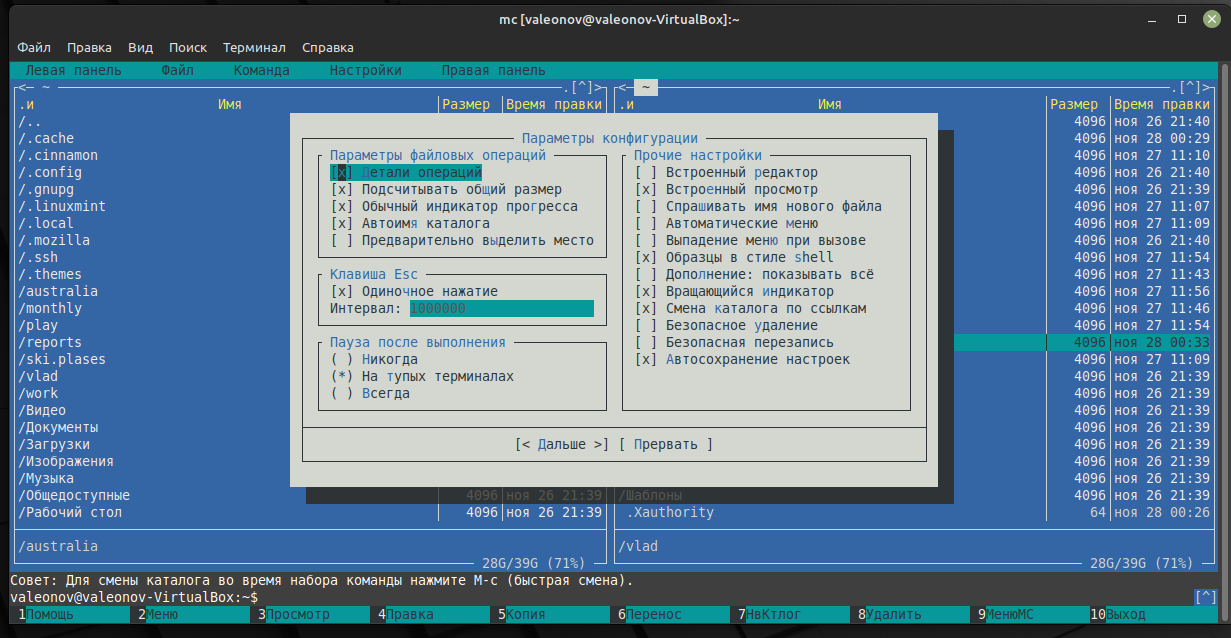 mc [valeonov@valeonov-VirtualBox]:~
Файл Правка Вид Поиск Терминал Справка
Левая панель Файл Команда Настройки Правая панель
<— ~ .[^]> <— ~ .[^]>
.и Имя Размер Время правки .и Имя Размер Время правки
/.. 4096 ноя 26 21:40
/.cache 4096 ноя 28 00:29
/.cinnamon 4096 ноя 27 11:10
/.config 4096 ноя 26 21:40
/.gnupg 4096 ноя 26 21:39
/.linuxmint 4096 ноя 27 11:07
/.local 4096 ноя 27 11:09
/.mozilla 4096 ноя 26 21:40
/.ssh 4096 ноя 27 11:54
/.themes 4096 ноя 27 11:43
/australia 4096 ноя 27 11:56
/monthly 4096 ноя 27 11:46
/play 4096 ноя 27 11:54
/reports 4096 ноя 28 00:33
/ski.plases 4096 ноя 27 11:09
/vlad 4096 ноя 26 21:39
/work 4096 ноя 26 21:39
/Видео 4096 ноя 26 21:39
/Документы 4096 ноя 26 21:39
/Загрузки 4096 ноя 26 21:39
/Изображения 4096 ноя 26 21:39
/Музыка 4096 ноя 26 21:39
/Общедоступные 4096 ноя 26 21:39 /Шаблоны 4096 ноя 26 21:39
/Рабочий стол 4096 ноя 26 21:39 .Xauthority 64 ноя 28 00:26
Параметры конфигурации
Параметры файловых операций
[x] Детали операций
[x] Подсчитывать общий размер
[x] Обычный индикатор прогресса
[x] Автоимя каталога
[ ] Предварительно выделить место
Клавиша Esc
[x] Одиночное нажатие
Интервал: 1000000
Пауза после выполнения
( ) Никогда
(*) На тупых терминалах
( ) Всегда
Прочие настройки
[ ] Встроенный редактор
[x] Встроенный просмотр
[ ] Спрашивать имя нового файла
[ ] Автоматические меню
[ ] Выпадение меню при вызове
[x] Образцы в стиле shell
[ ] Дополнение: показывать всё
[x] Вращающийся индикатор
[x] Смена каталога по ссылкам
[ ] Безопасное удаление
[ ] Безопасная перезапись
[x] Автосохранение настроек
[< Дальше >] [ Прервать ]
/australia /vlad
28G/39G (71%) 28G/39G (71%)
Совет: Для смены каталога во время набора команды нажмите M-c (быстрая смена).
valeonov@valeonov-VirtualBox:~$ [^]
1Помощь 2Меню 3Просмотр 4Правка 5Копия 6Перенос 7НвКтлог 8Удалить 9МенюMC 10Выход